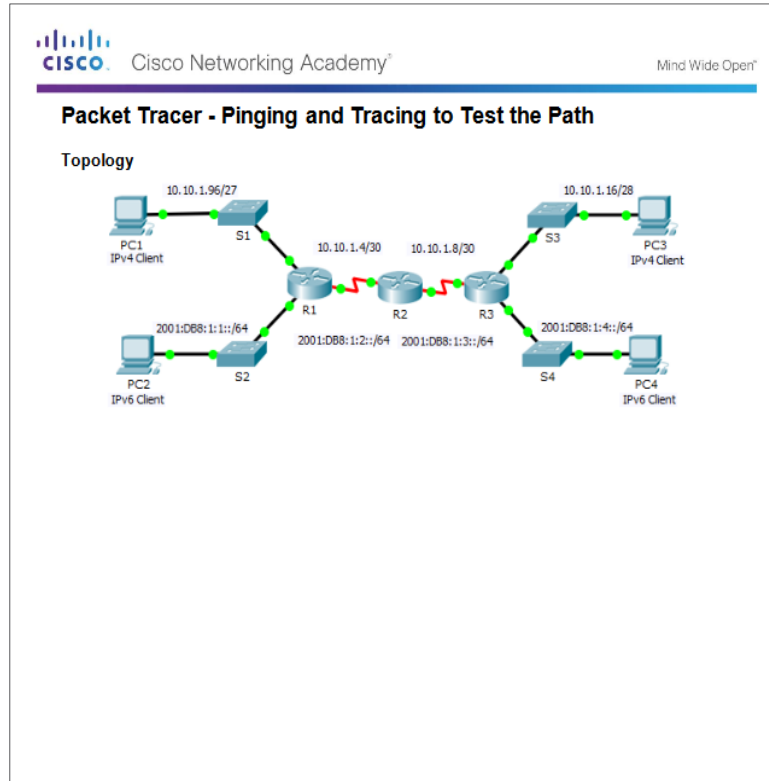 CISCO. Cisco Networking Academy® Mind Wide Open®
Packet Tracer - Pinging and Tracing to Test the Path
Topology
10.10.1.96/27
10.10.1.16/28
PC1
IPv4 Client
S1
S3
PC3
IPv4 Client
10.10.1.4/30
10.10.1.8/30
R1
R2
R3
2001:DB8:1:1::/64
2001:DB8:1:2::/64
2001:DB8:1:3::/64
2001:DB8:1:4::/64
PC2
IPv6 Client
S2
S4
PC4
IPv6 Client